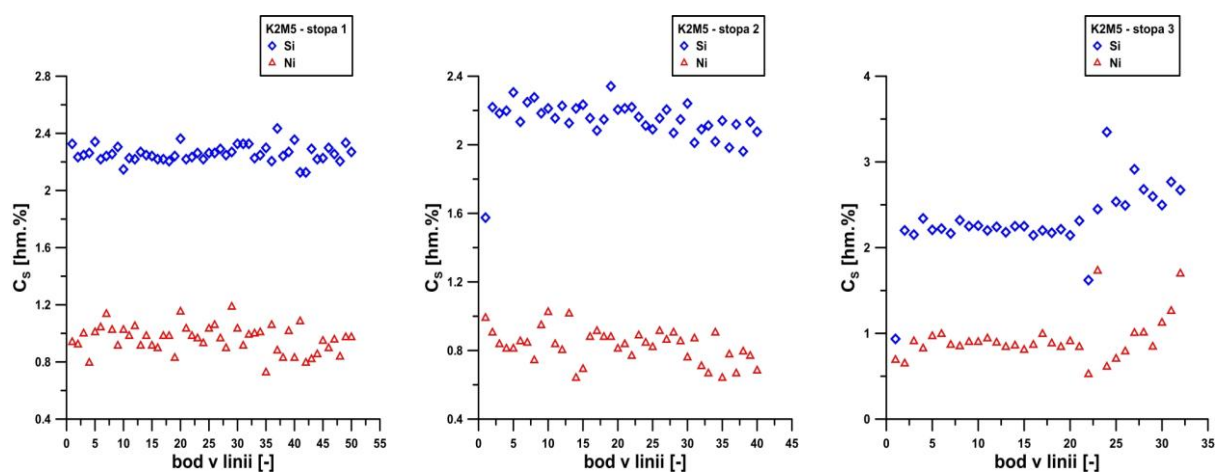 K2M5 - stopa 1
Si
Ni
2.8
2.4
2
1.6
1.2
0.8
0.4
C_S [hm.%]
0 5 10 15 20 25 30 35 40 45 50 55
bod v linii [-]
K2M5 - stopa 2
Si
Ni
2.4
2
1.6
1.2
0.8
0.4
C_S [hm.%]
0 5 10 15 20 25 30 35 40 45
bod v linii [-]
K2M5 - stopa 3
Si
Ni
4
3
2
1
0
C_S [hm.%]
0 5 10 15 20 25 30 35
bod v linii [-]